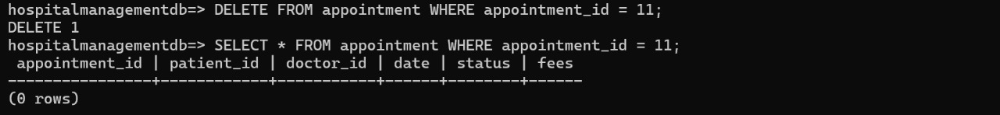 hospitalmanagementdb=> DELETE FROM appointment WHERE appointment_id = 11;
DELETE 1
hospitalmanagementdb=> SELECT * FROM appointment WHERE appointment_id = 11;
 appointment_id | patient_id | doctor_id | date | status | fees
----------------+------------+-----------+------+--------+------
(0 rows)